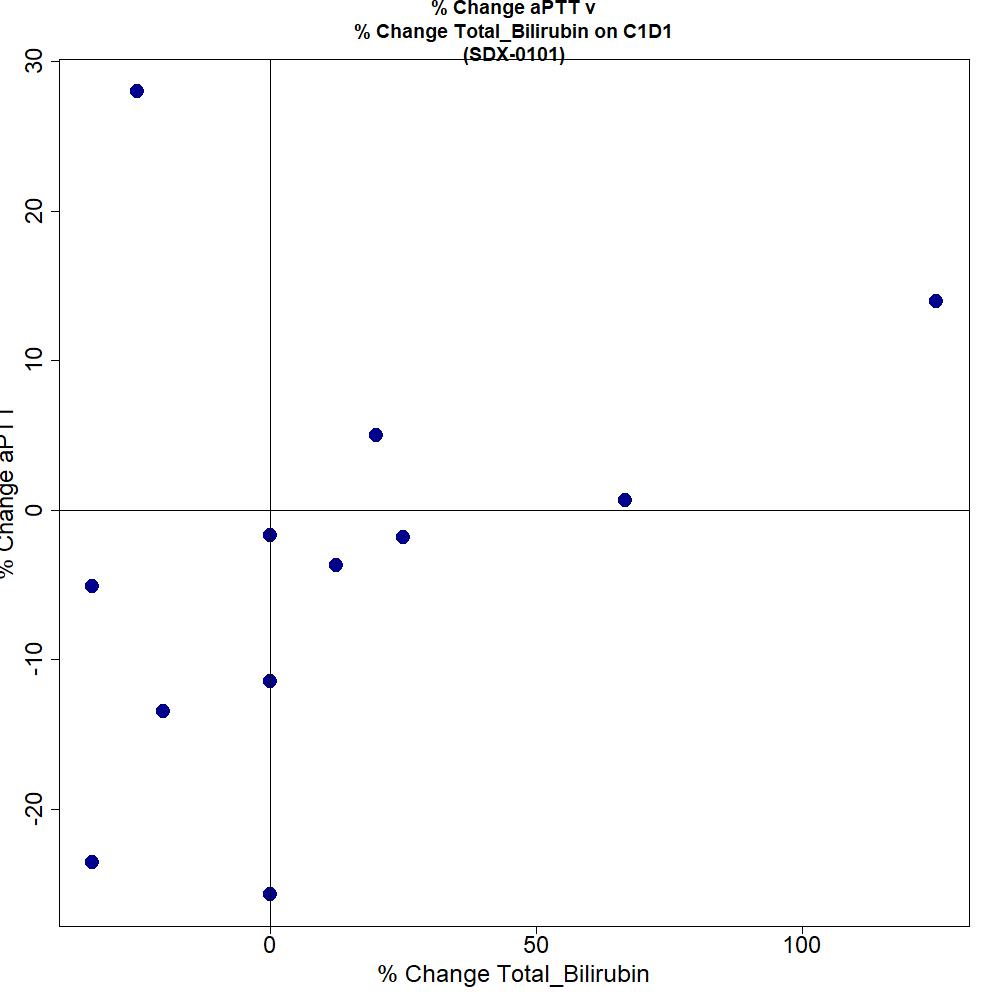 % Change aPTT v
% Change Total_Bilirubin on C1D1
(SDX-0101)
30
20
10
0
-10
-20
% Change aPTT
0
50
100
% Change Total_Bilirubin